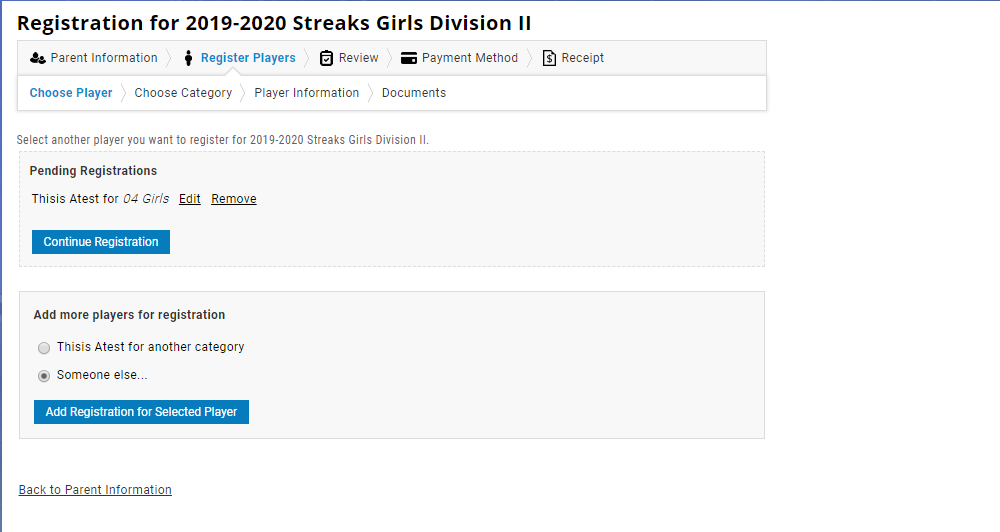 Registration for 2019-2020 Streaks Girls Division II
Parent Information Register Players Review Payment Method Receipt
Choose Player Choose Category Player Information Documents
Select another player you want to register for 2019-2020 Streaks Girls Division II.
Pending Registrations
Thisis Atest for 04 Girls Edit Remove
Continue Registration
Add more players for registration
Thisis Atest for another category
Someone else...
Add Registration for Selected Player
Back to Parent Information